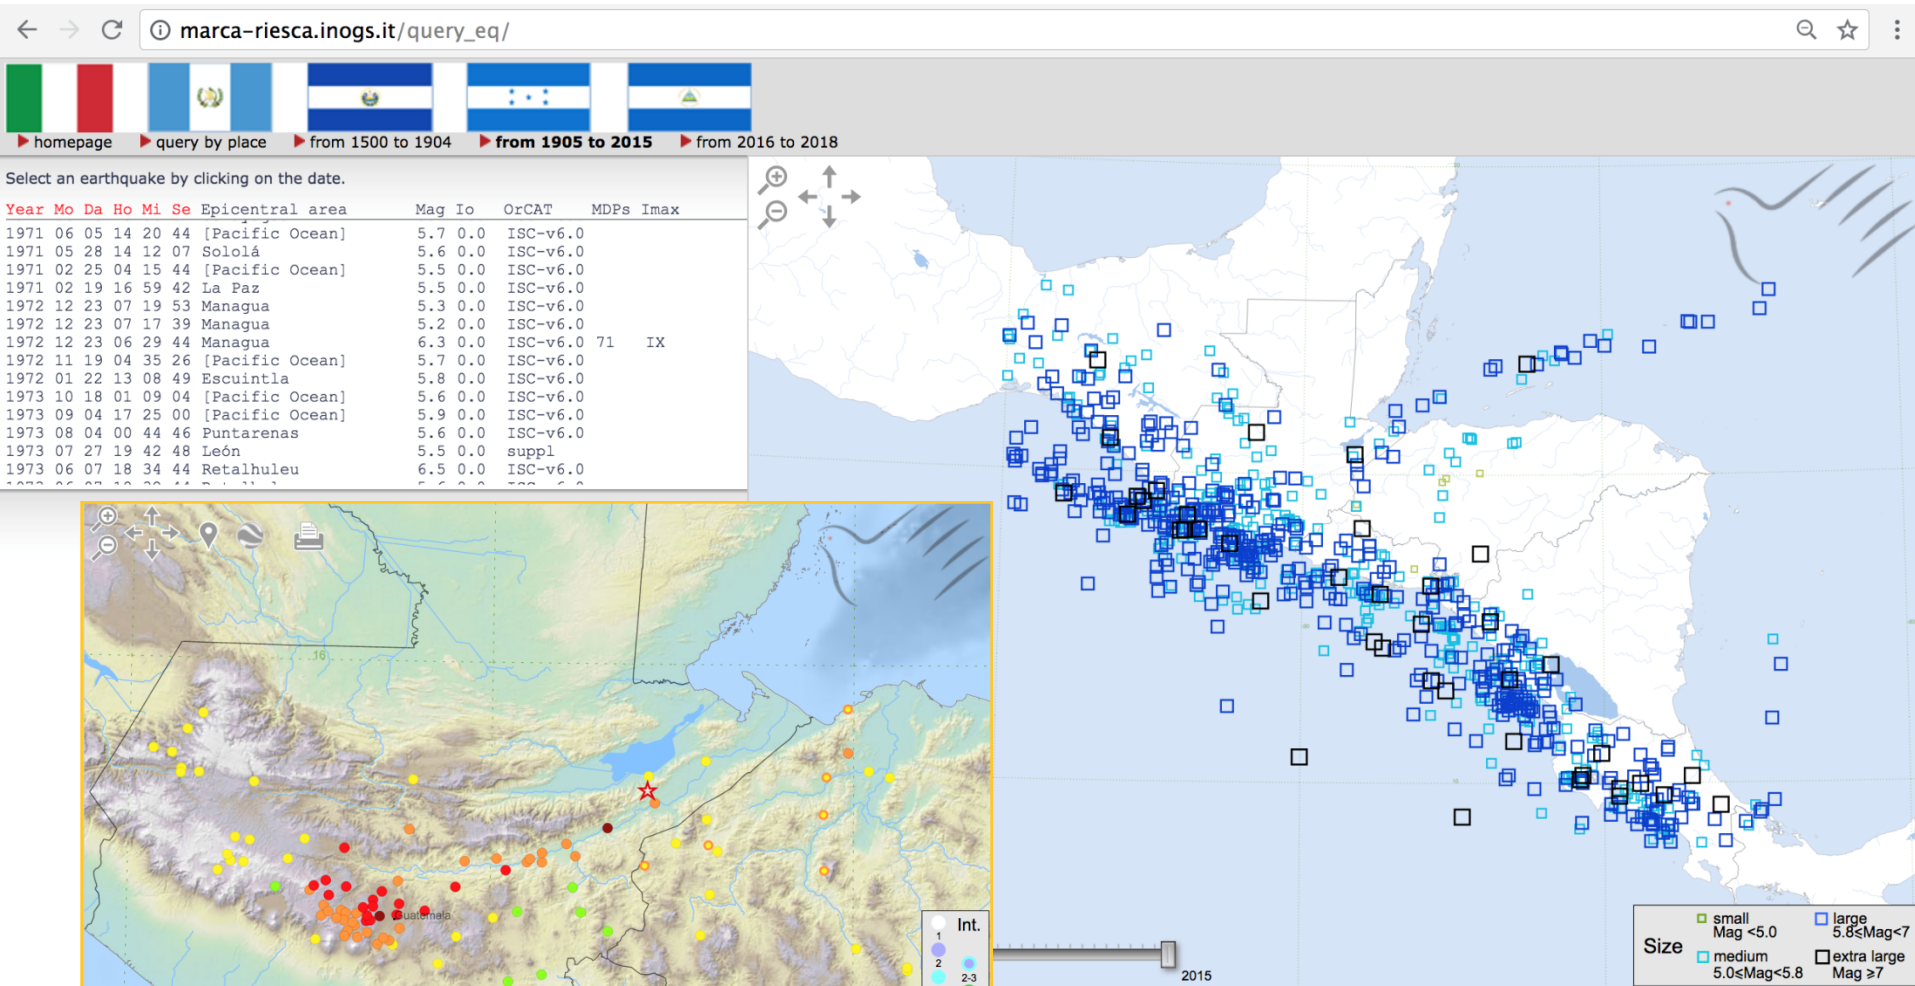 marca-riesca.inogs.it/query_eq/
homepage query by place from 1500 to 1904 from 1905 to 2015 from 2016 to 2018
Select an earthquake by clicking on the date.
Year Mo Da Ho Mi Se Epicentral area Mag Io OrCAT MDPs Imax
1971 06 05 14 20 44 [Pacific Ocean] 5.7 0.0 ISC-v6.0
1971 05 28 14 12 07 Sololá 5.6 0.0 ISC-v6.0
1971 02 25 04 15 44 [Pacific Ocean] 5.5 0.0 ISC-v6.0
1971 02 19 16 59 42 La Paz 5.5 0.0 ISC-v6.0
1972 12 23 07 19 53 Managua 5.3 0.0 ISC-v6.0
1972 12 23 07 17 39 Managua 5.2 0.0 ISC-v6.0
1972 12 23 06 29 44 Managua 6.3 0.0 ISC-v6.0 71 IX
1972 11 19 04 35 26 [Pacific Ocean] 5.7 0.0 ISC-v6.0
1972 01 22 13 08 49 Escuintla 5.8 0.0 ISC-v6.0
1973 10 18 01 09 04 [Pacific Ocean] 5.6 0.0 ISC-v6.0
1973 09 04 17 25 00 [Pacific Ocean] 5.9 0.0 ISC-v6.0
1973 08 04 00 44 46 Puntarenas 5.6 0.0 ISC-v6.0
1973 07 27 19 42 48 León 5.5 0.0 suppl
1973 06 07 18 34 44 Retalhuleu 6.5 0.0 ISC-v6.0
16
Guatemala
Int.
1
2
2-3
2015
Size
small
Mag <5.0
medium
5.0≤Mag<5.8
large
5.8≤Mag<7
extra large
Mag ≥7